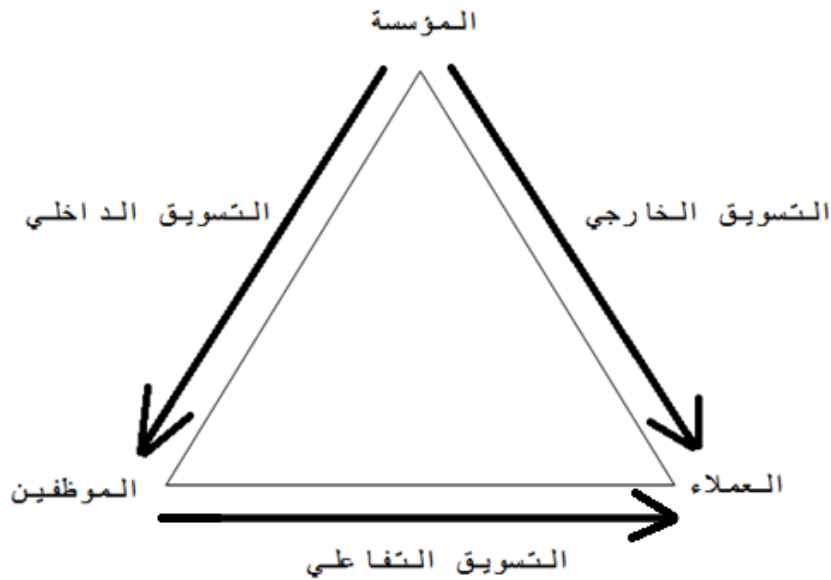 المؤسسة
التسويق الخارجي
التسويق الداخلي
العملاء
الموظفين
التسويق التفاعلي